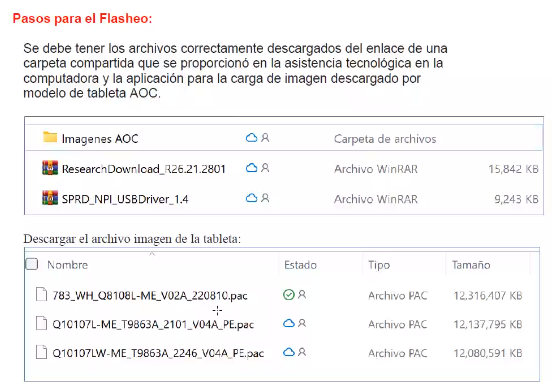 Pasos para el Flasheo:
Se debe tener los archivos correctamente descargados del enlace de una
carpeta compartida que se proporcionó en la asistencia tecnológica en
la computadora y la aplicación para la carga de imagen descargado por
modelo de tableta AOC.
Imagenes AOC Carpeta de archivos
ResearchDownload_R26.21.2801 Archivo WinRAR 15,842 KB
SPRD_NPI_USBDriver_1.4 Archivo WinRAR 9,243 KB
Descargar el archivo imagen de la tableta:
Nombre Estado Tipo Tamaño
783_WH_Q8108L-ME_V02A_220810.pac Archivo PAC 12,316,407 KB
Q10107L-ME_T9863A_2101_V04A_PE.pac Archivo PAC 12,137,795 KB
Q10107LW-ME_T9863A_2246_V04A_PE.pac Archivo PAC 12,080,591 KB